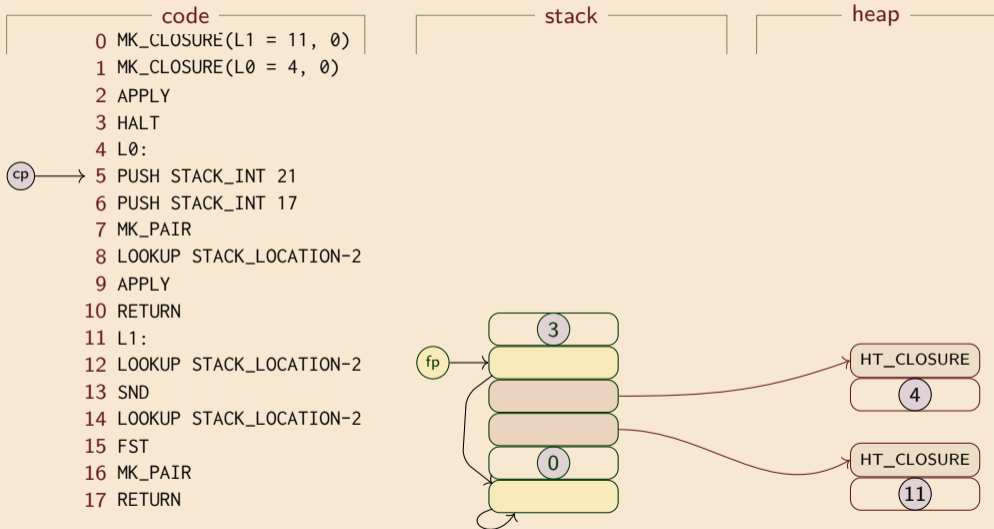 code
stack
heap
0 MK_CLOSURE(L1 = 11, 0)
1 MK_CLOSURE(L0 = 4, 0)
2 APPLY
3 HALT
4 L0:
cp
5 PUSH STACK_INT 21
6 PUSH STACK_INT 17
7 MK_PAIR
8 LOOKUP STACK_LOCATION-2
9 APPLY
10 RETURN
11 L1:
12 LOOKUP STACK_LOCATION-2
13 SND
14 LOOKUP STACK_LOCATION-2
15 FST
16 MK_PAIR
17 RETURN
3
fp
0
HT_CLOSURE
4
HT_CLOSURE
11